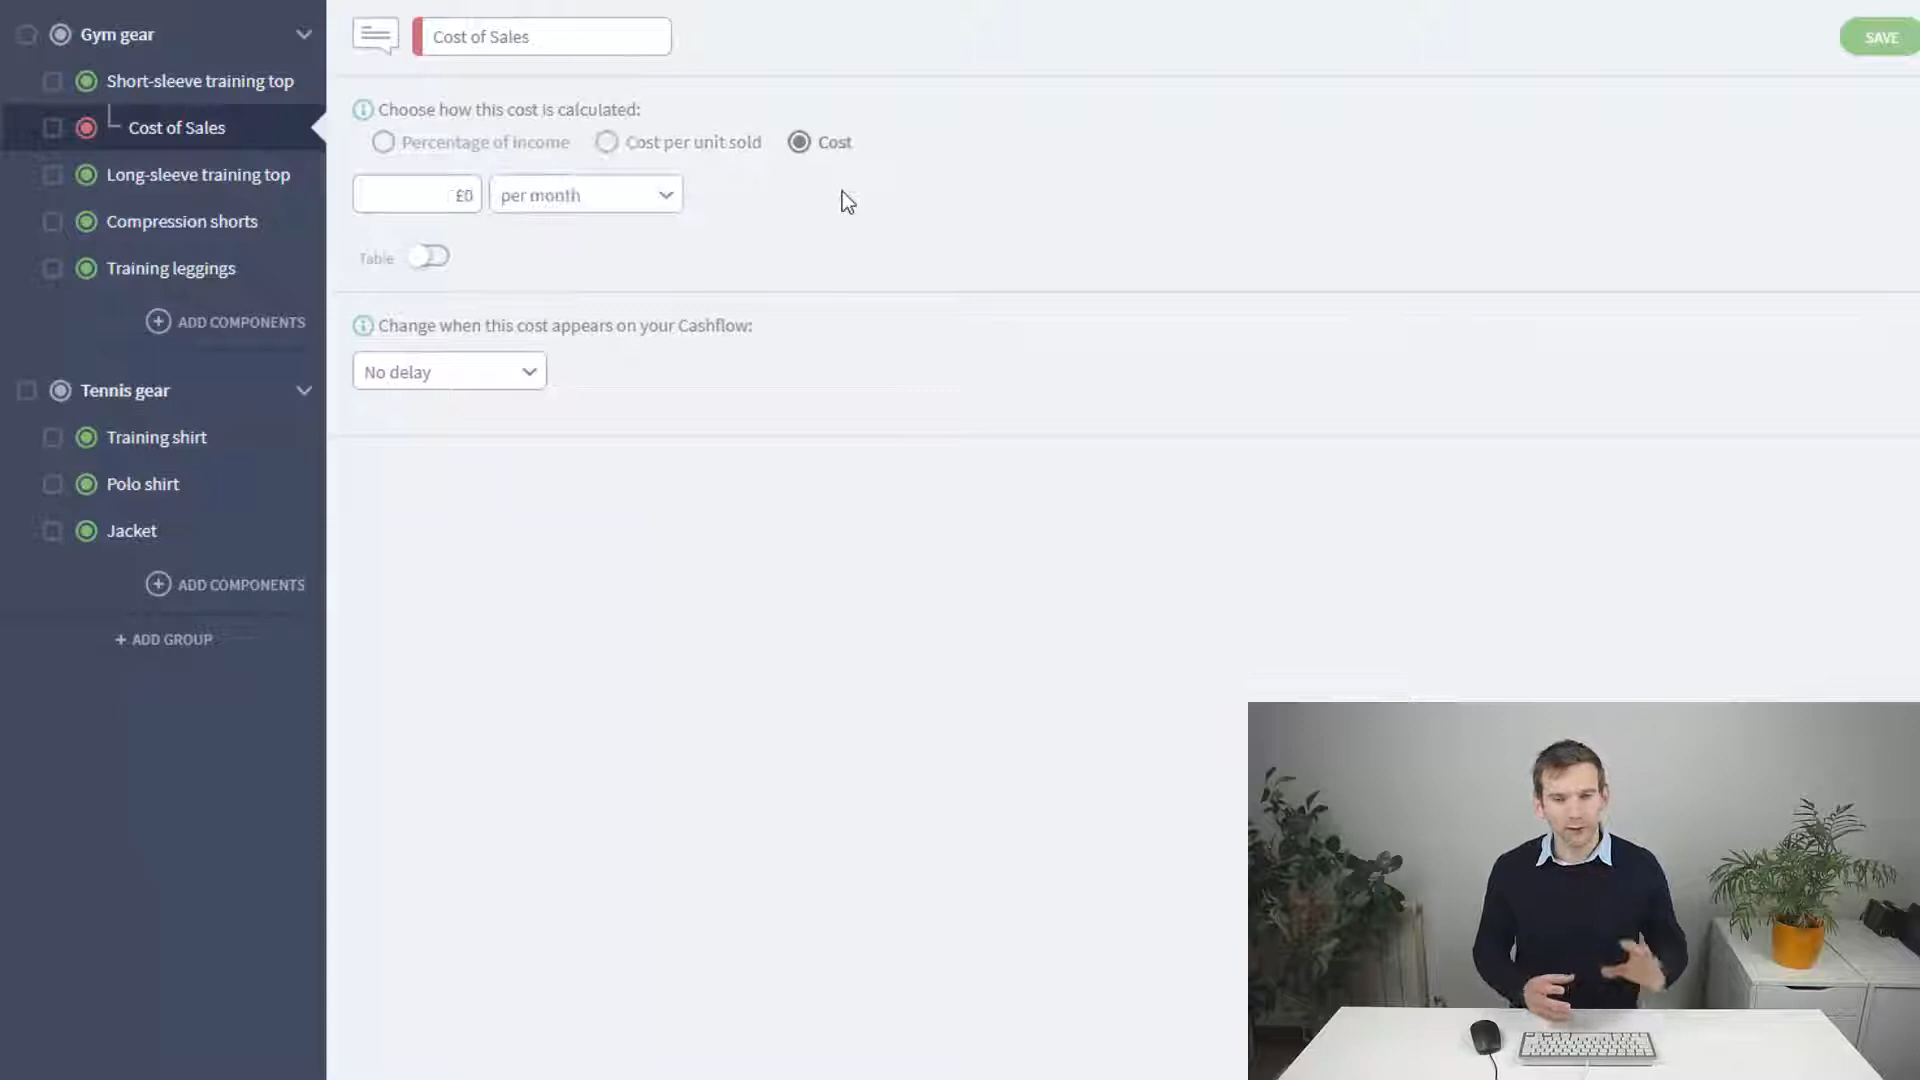 Gym gear
Short-sleeve training top
Cost of Sales
Long-sleeve training top
Compression shorts
Training leggings
ADD COMPONENTS
Tennis gear
Training shirt
Polo shirt
Jacket
ADD COMPONENTS
+ ADD GROUP
Cost of Sales
SAVE
Choose how this cost is calculated:
Percentage of income Cost per unit sold Cost
£0 per month
Table
Change when this cost appears on your Cashflow:
No delay